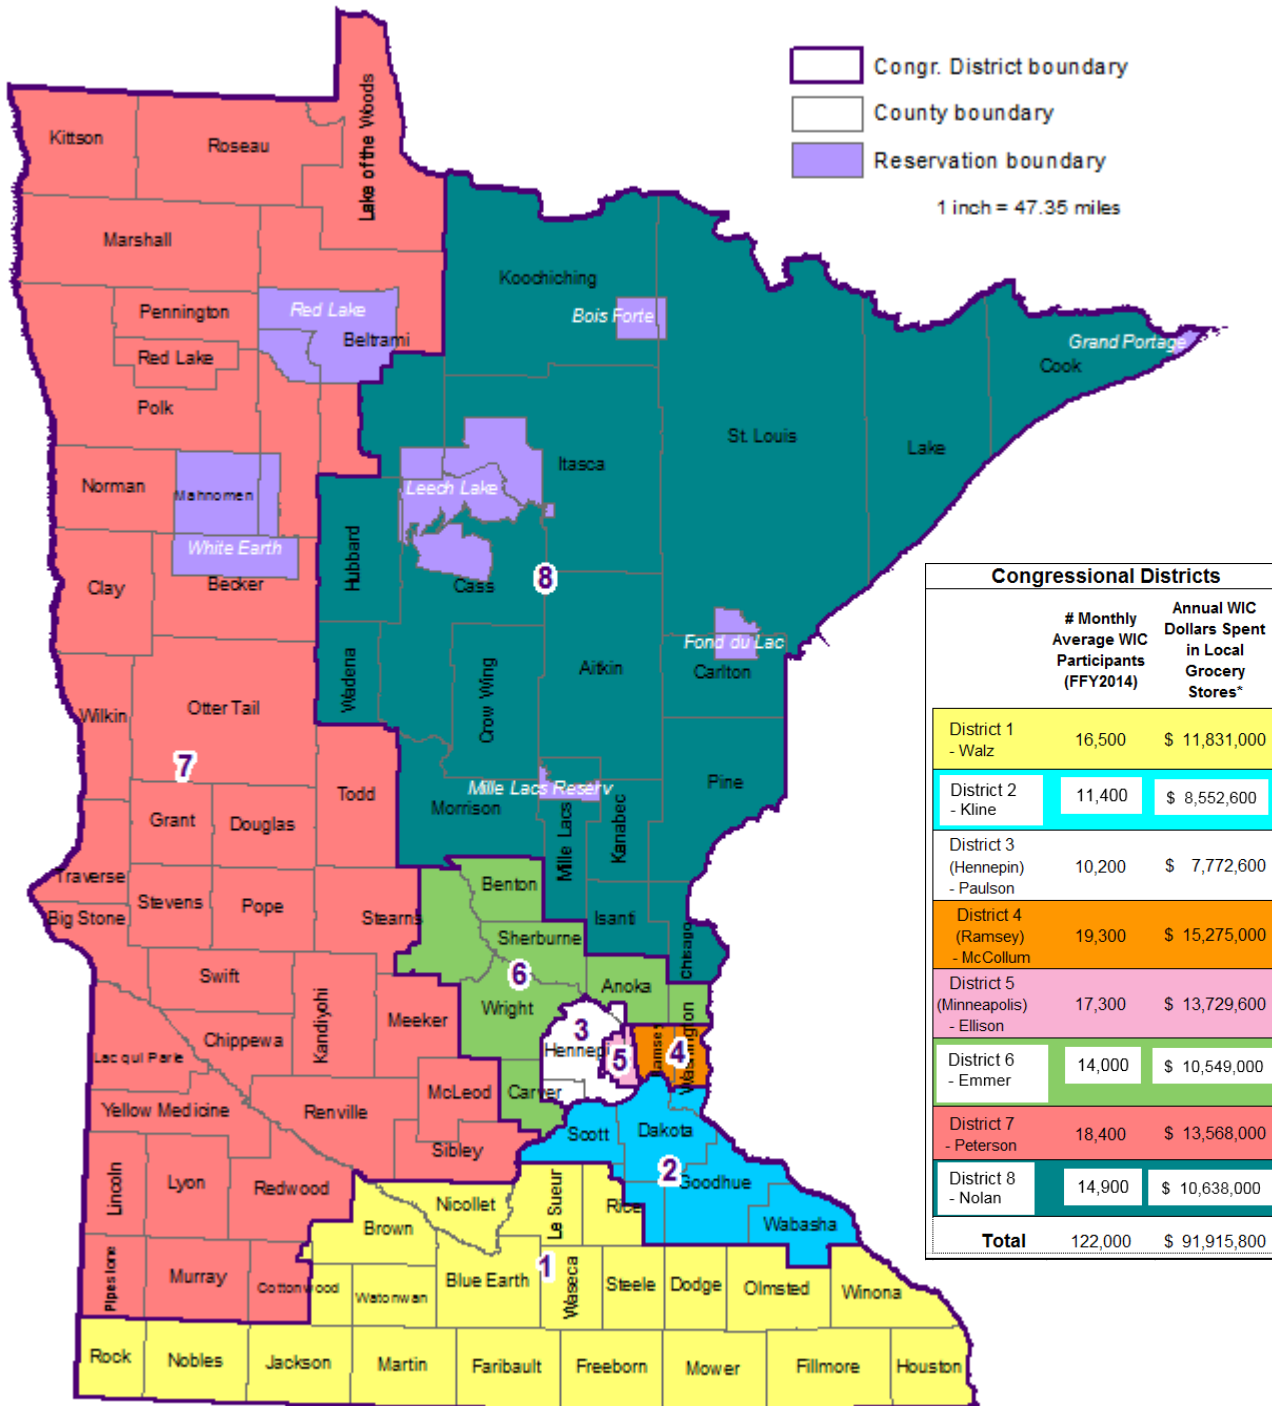 Congr. District boundary
County boundary
Reservation boundary
1 inch = 47.35 miles
Kittson
Roseau
Lake of the Woods
Marshall
Koochiching
Pennington
Red Lake
Bois Forte
Beltrami
Grand Portage
Red Lake
Cook
Polk
St. Louis
Lake
Itasca
Norman
Mahnomen
Leech Lake
White Earth
Hubbard
Clay
Becker
Cass
8
Fond du Lac
Carlton
Aitkin
Wadena
Crow Wing
Otter Tail
Wilkin
7
Pine
Mille Lacs Reserv
Todd
Morrison
Grant
Douglas
Mille Lacs
Kanabec
Traverse
Benton
Stevens
Pope
Big Stone
Stearns
Isanti
Sherburne
Chisago
Swift
6
Anoka
Wright
Kandiyohi
Meeker
Chippewa
3
Washington
Ramsey
4
Hennepi
5
Lac qui Parle
Carver
McLeod
Yellow Medicine
Renville
Scott
Dakota
Sibley
2
Goodhue
Lincoln
Lyon
Redwood
Nicollet
Le Sueur
Rice
Wabasha
Brown
Pipestone
Murray
Cottonwood
Watonwan
Blue Earth
1
Waseca
Steele
Dodge
Olmsted
Winona
Rock
Nobles
Jackson
Martin
Faribault
Freeborn
Mower
Fillmore
Houston
Congressional Districts
# Monthly
Average WIC
Participants
(FFY2014)
Annual WIC
Dollars Spent
in Local
Grocery
Stores*
District 1
- Walz
16,500 $ 11,831,000
District 2
- Kline
11,400 $ 8,552,600
District 3
(Hennepin)
- Paulson
10,200 $ 7,772,600
District 4
(Ramsey)
- McCollum
19,300 $ 15,275,000
District 5
(Minneapolis)
- Ellison
17,300 $ 13,729,600
District 6
- Emmer
14,000 $ 10,549,000
District 7
- Peterson
18,400 $ 13,568,000
District 8
- Nolan
14,900 $ 10,638,000
Total 122,000 $ 91,915,800